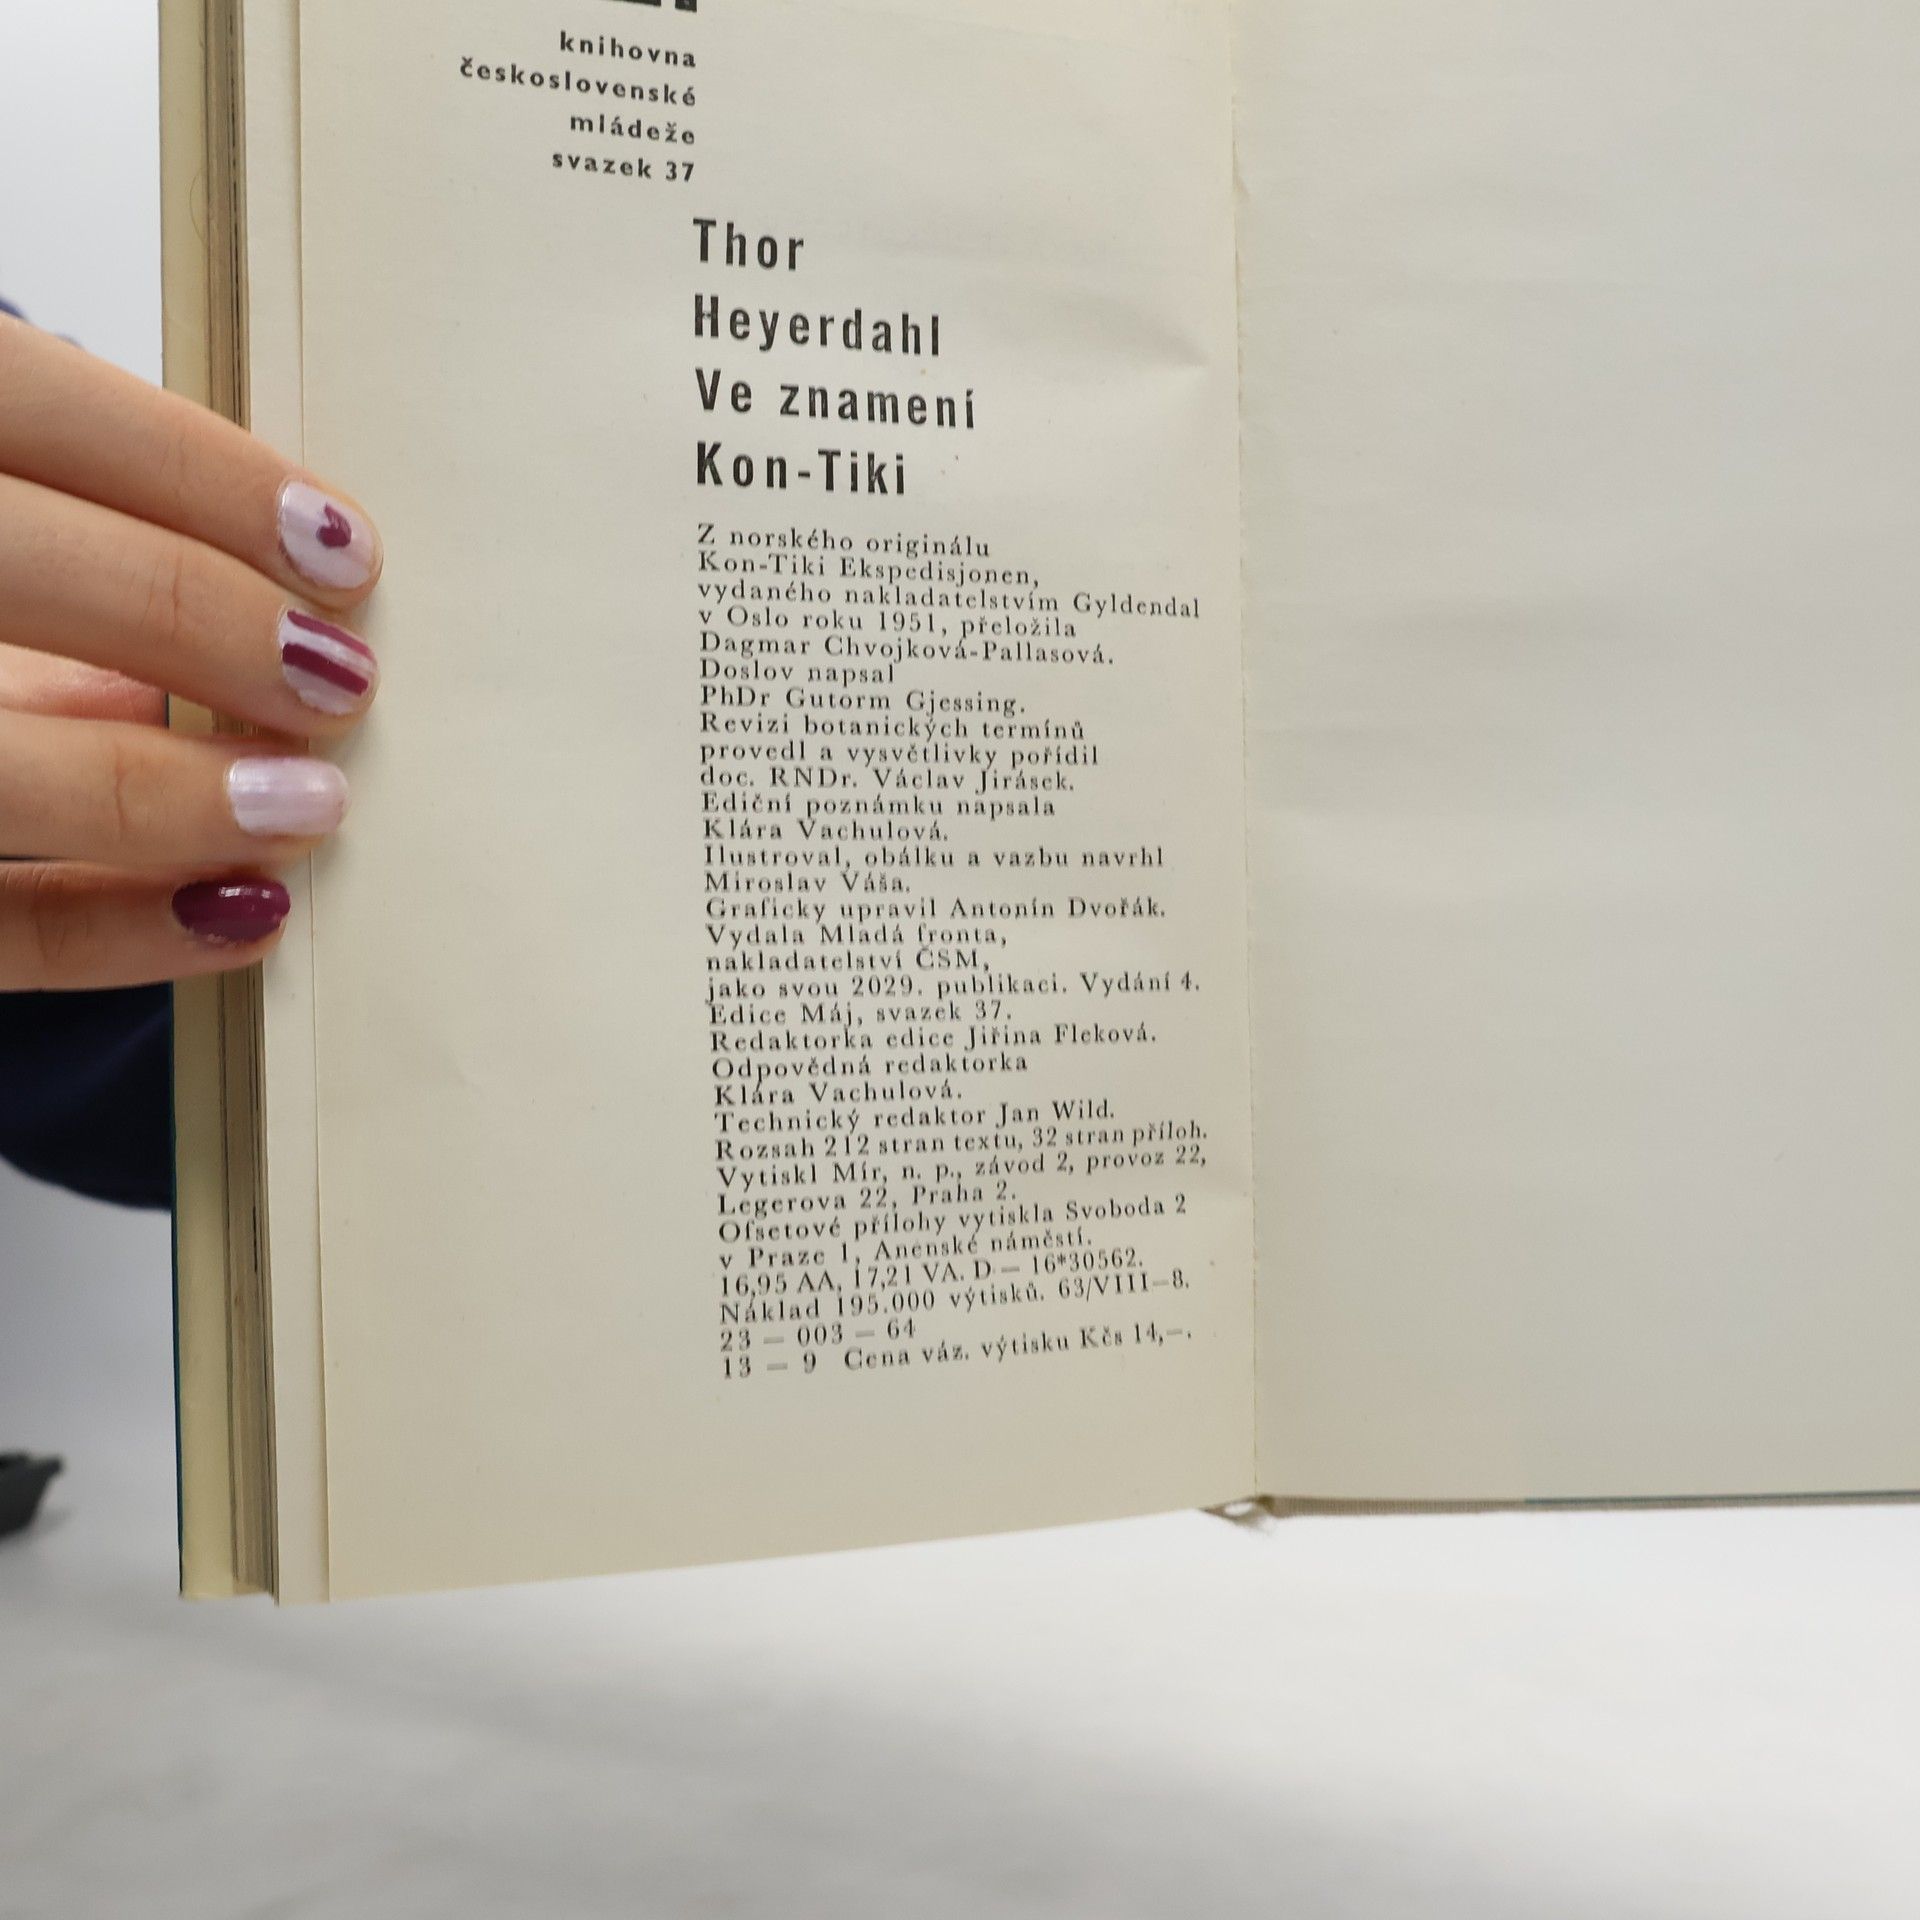 knihovna
československé
mládeže
svazek 37
Thor
Heyerdahl
Ve znamení
Kon-Tiki
Z norského originálu
Kon-Tiki Ekspedisjonen,
vydaného nakladatelstvím Gyldendal
v Oslo roku 1951, přeložila
Dagmar Chvojková-Pallasová.
Doslov napsal
PhDr Gutorm Gjessing.
Revizi botanických termínů
provedl a vysvětlivky pořídil
doc. RNDr. Václav Jirásek.
Ediční poznámku napsala
Klára Vachulová.
Ilustroval, obálku a vazbu navrhl
Miroslav Váša.
Graficky upravil Antonín Dvořák.
Vydala Mladá fronta,
nakladatelství ČSM,
jako svou 2029. publikaci. Vydání 4.
Edice Máj, svazek 37.
Redaktorka edice Jiřina Fleková.
Odpovědná redaktorka
Klára Vachulová.
Technický redaktor Jan Wild.
Rozsah 212 stran textu, 32 stran příloh.
Vytiskl Mír, n. p., závod 2, provoz 22,
Legerova 22, Praha 2.
Ofsetové přílohy vytiskla Svoboda 2
v Praze 1, Anenské náměstí.
16,95 AA, 17,21 VA. D — 16*30562.
Náklad 195.000 výtisků. 63/VIII—8.
23 — 003 — 64
13 — 9 Cena váz. výtisku Kčs 14,—.